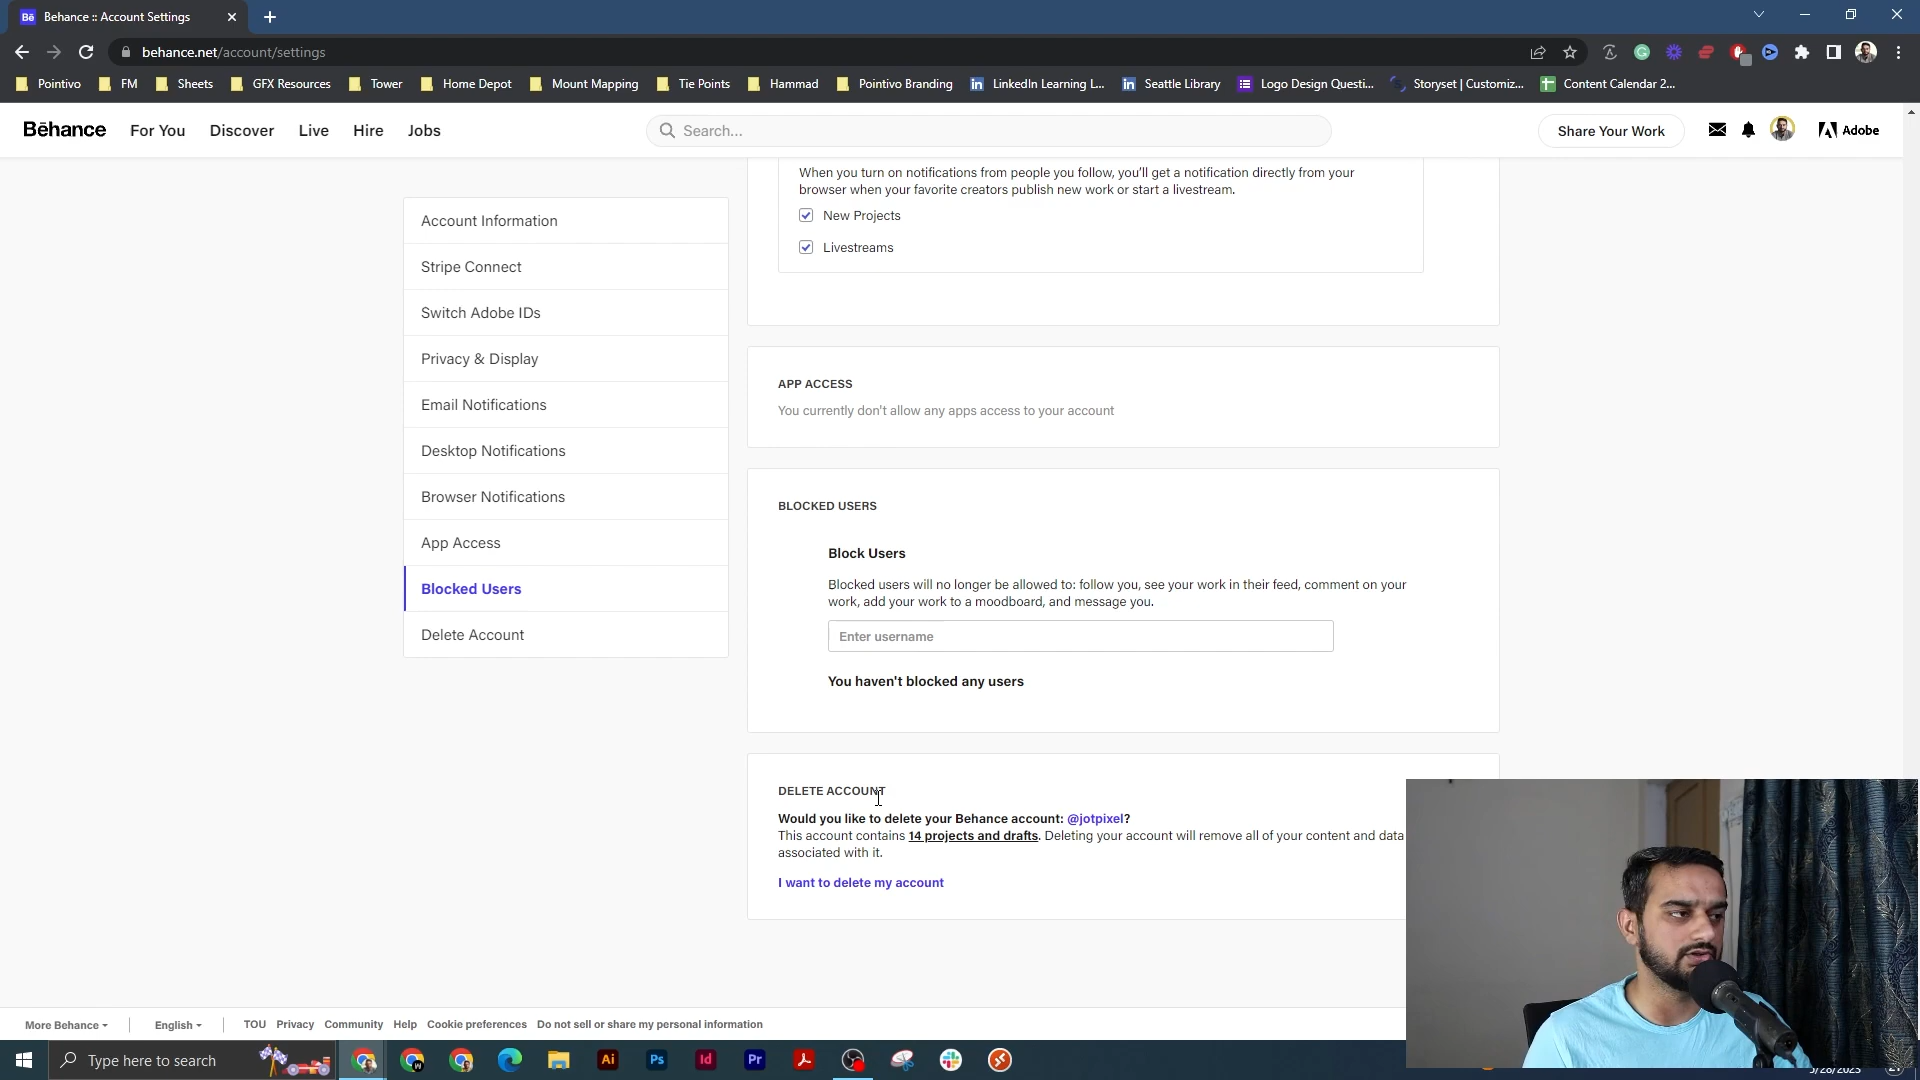 Bē
Behance :: Account Settings
behance.net/account/settings
Pointivo
FM
Sheets
GFX Resources
Tower
Home Depot
Mount Mapping
Tie Points
Hammad
Pointivo Branding
LinkedIn Learning L...
Seattle Library
Logo Design Questi...
Storyset | Customiz...
Content Calendar 2...
Bēhance
For You
Discover
Live
Hire
Jobs
Search...
Share Your Work
Adobe
Account Information
Stripe Connect
Switch Adobe IDs
Privacy & Display
Email Notifications
Desktop Notifications
Browser Notifications
App Access
Blocked Users
Delete Account
When you turn on notifications from people you follow, you'll get a notification directly from your
browser when your favorite creators publish new work or start a livestream.
New Projects
Livestreams
APP ACCESS
You currently don't allow any apps access to your account
BLOCKED USERS
Block Users
Blocked users will no longer be allowed to: follow you, see your work in their feed, comment on your
work, add your work to a moodboard, and message you.
Enter username
You haven't blocked any users
DELETE ACCOUNT
Would you like to delete your Behance account: @jotpixel?
This account contains 14 projects and drafts. Deleting your account will remove all of your content and data
associated with it.
I want to delete my account
More Behance
English
TOU
Privacy
Community
Help
Cookie preferences
Do not sell or share my personal information
Type here to search
Ai
Ps
Id
Pr